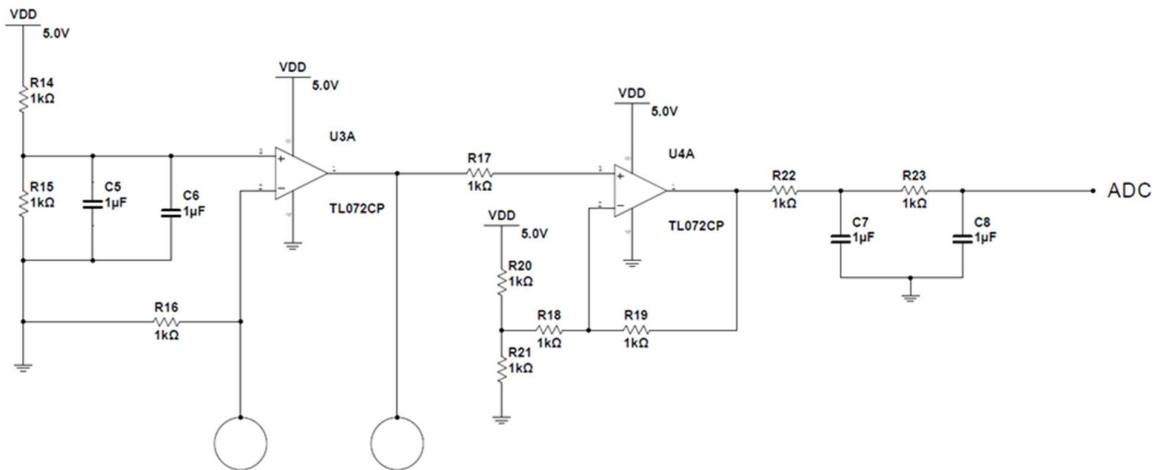 VDD
5.0V
R14
1kΩ
R15
1kΩ
C5
1µF
C6
1µF
R16
1kΩ
VDD
5.0V
U3A
+
−
TL072CP
R17
1kΩ
VDD
5.0V
U4A
+
−
TL072CP
VDD
5.0V
R20
1kΩ
R18
1kΩ
R19
1kΩ
R21
1kΩ
R22
1kΩ
R23
1kΩ
C7
1µF
C8
1µF
ADC